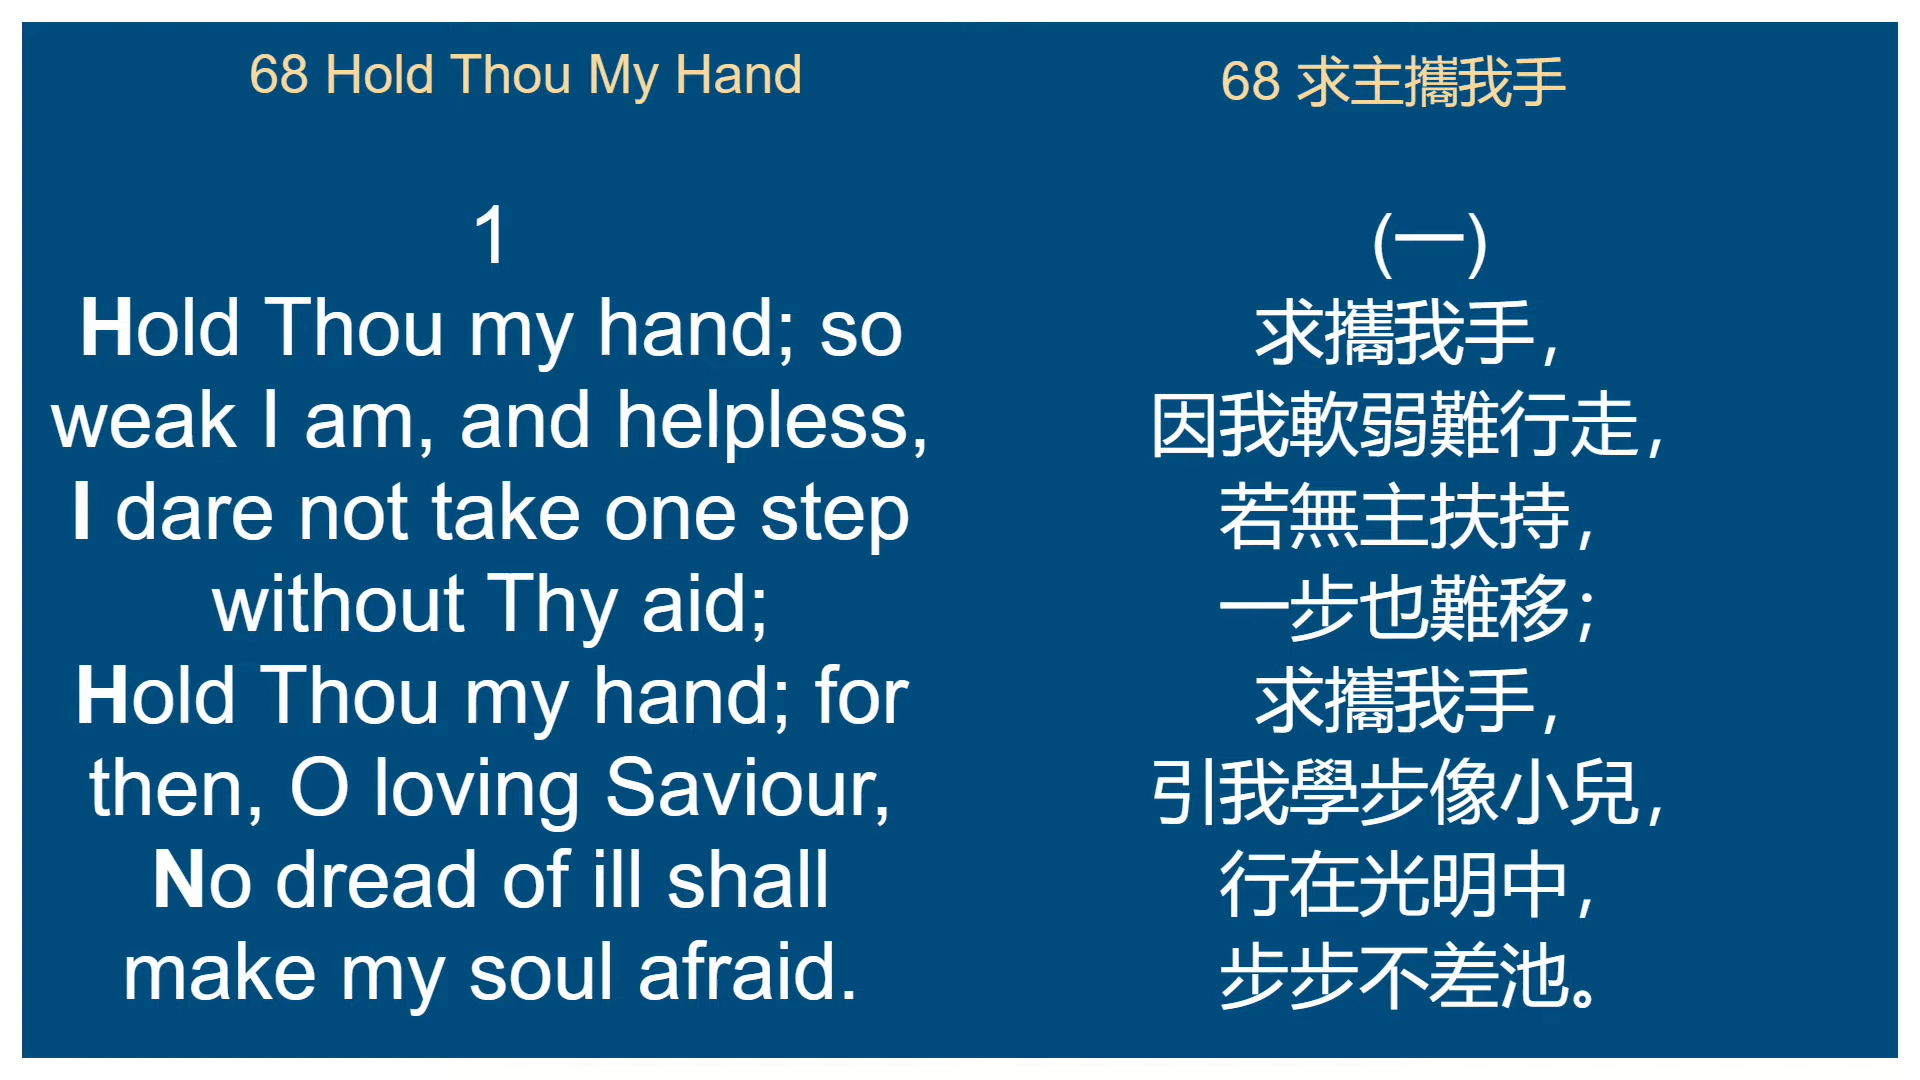 68 Hold Thou My Hand
1
Hold Thou my hand; so
weak I am, and helpless,
I dare not take one step
without Thy aid;
Hold Thou my hand; for
then, O loving Saviour,
No dread of ill shall
make my soul afraid.
68 求主攜我手
(一)
求攜我手，
因我軟弱難行走，
若無主扶持，
一步也難移；
求攜我手，
引我學步像小兒，
行在光明中，
步步不差池。